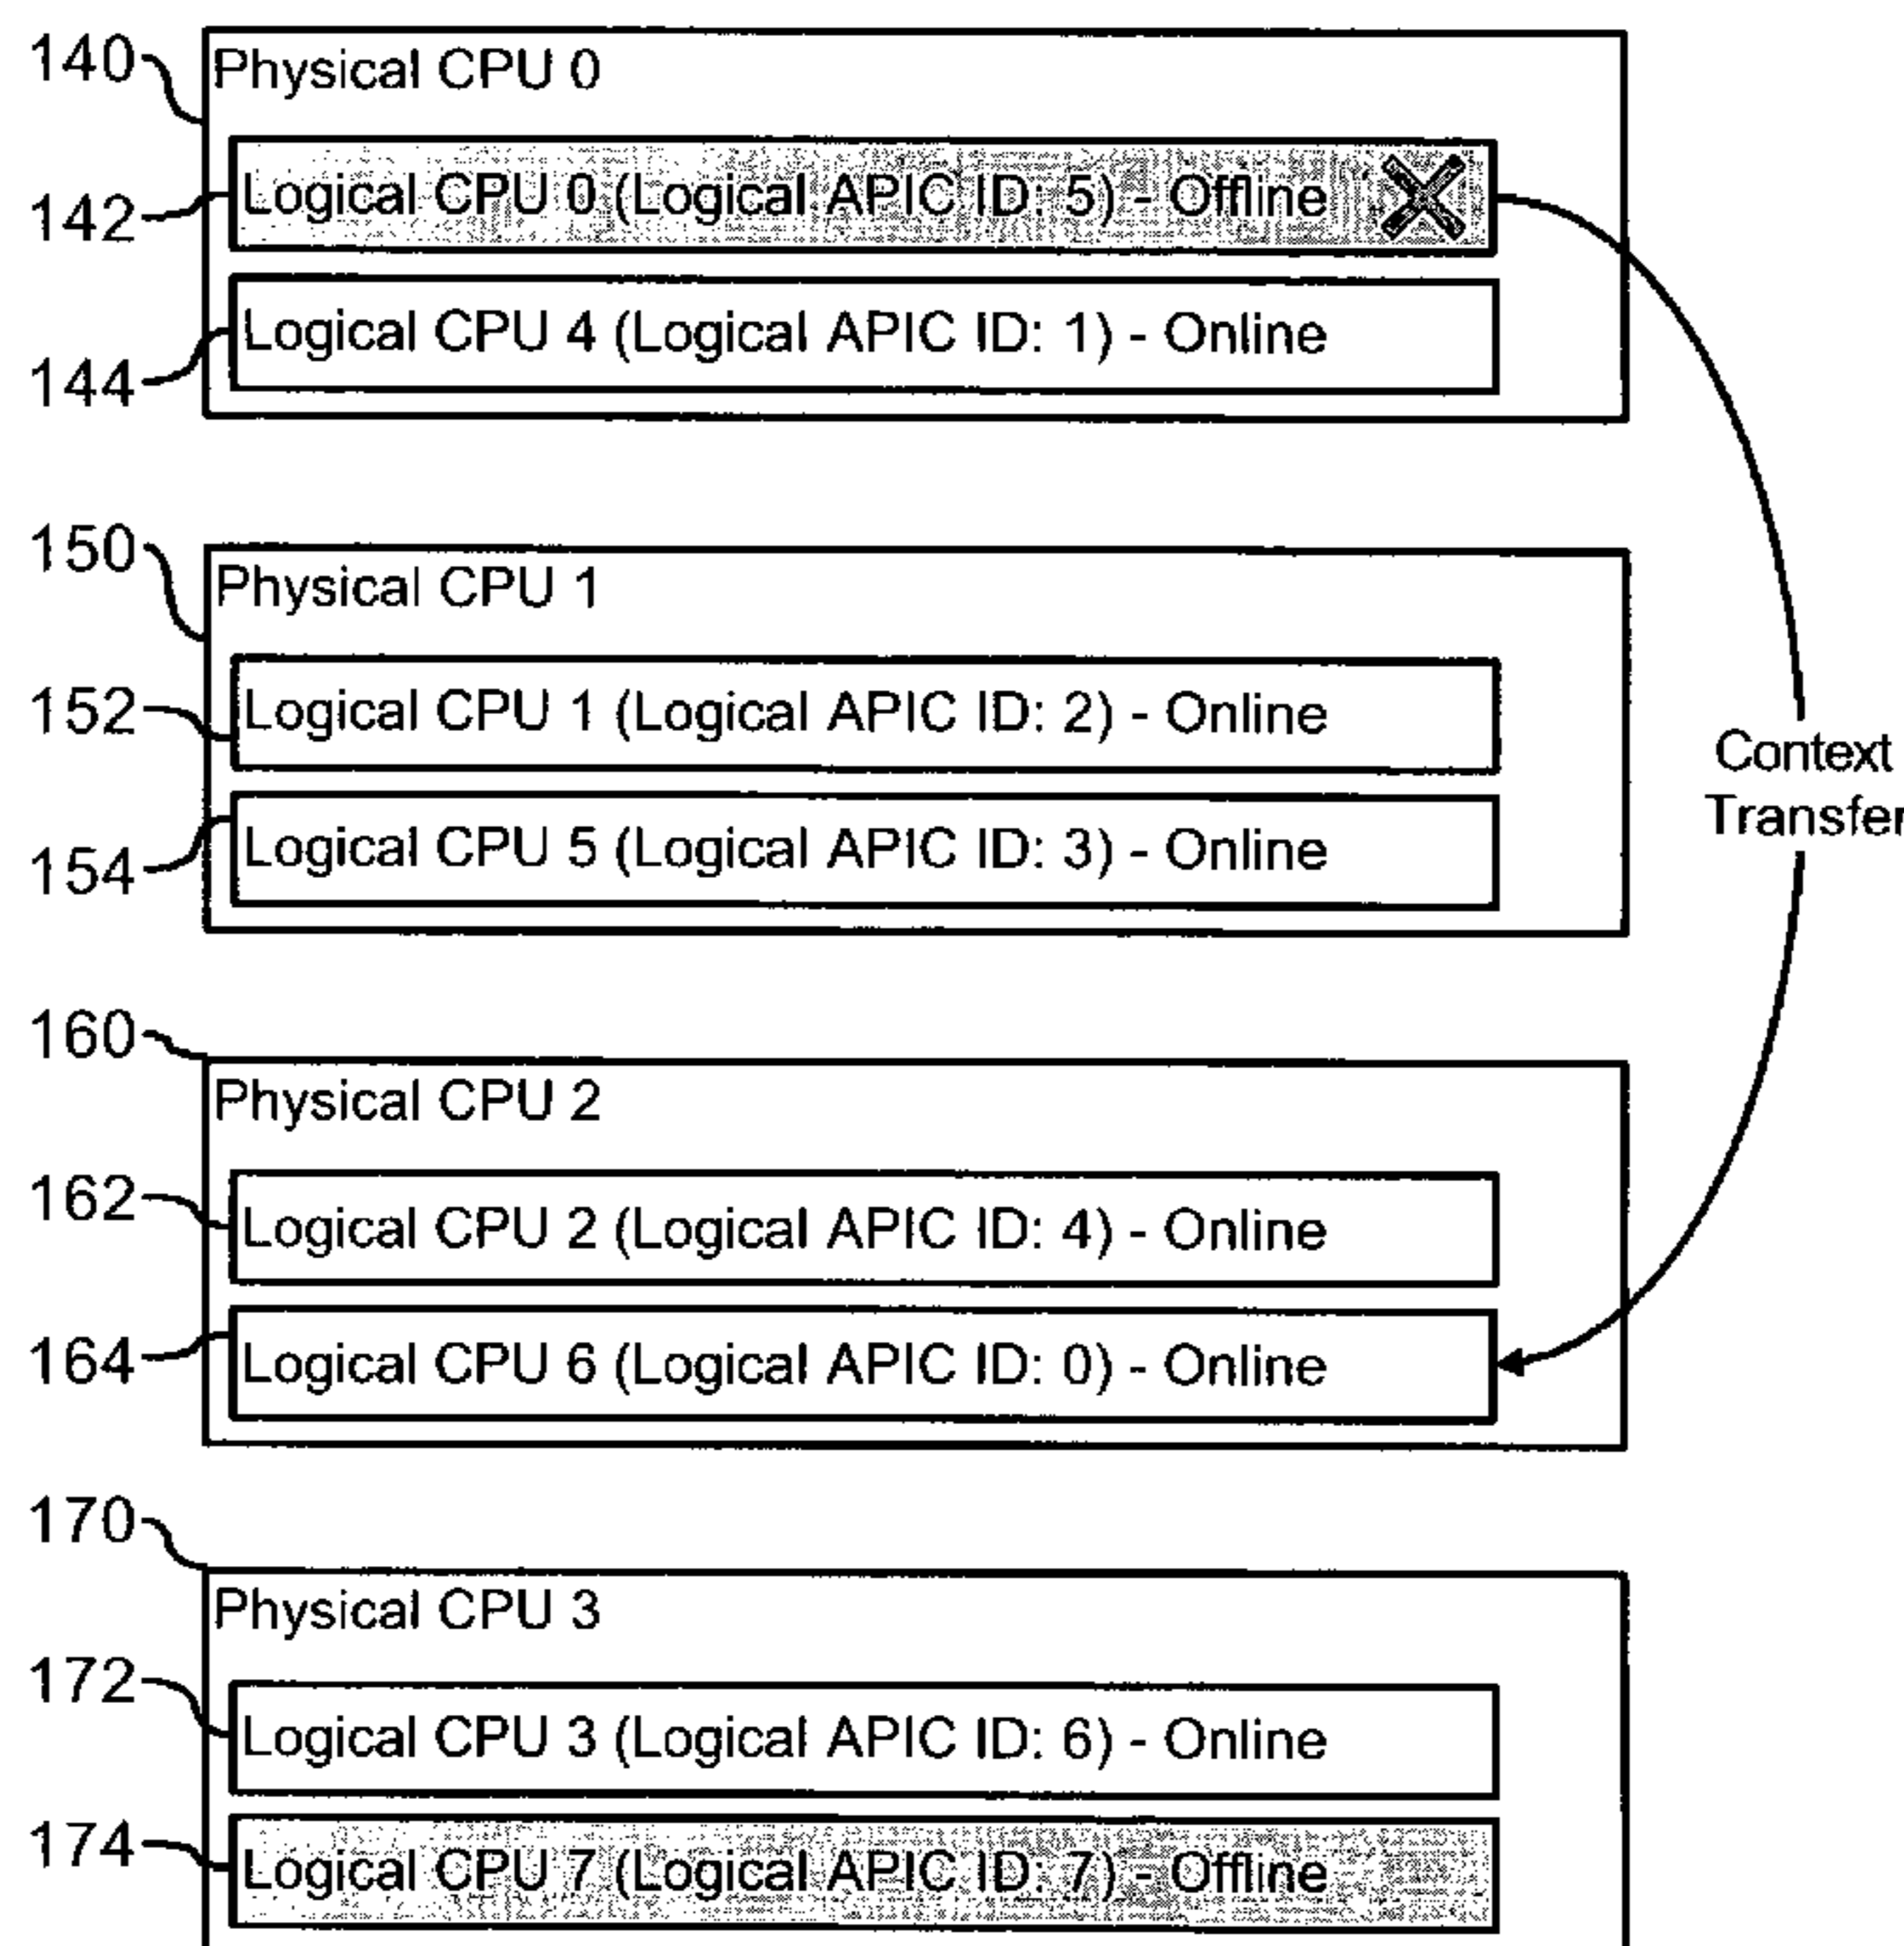 140
Physical CPU 0
142
Logical CPU 0 (Logical APIC ID: 5) - Offline
144
Logical CPU 4 (Logical APIC ID: 1) - Online
150
Physical CPU 1
152
Logical CPU 1 (Logical APIC ID: 2) - Online
Context
Transfer
154
Logical CPU 5 (Logical APIC ID: 3) - Online
160
Physical CPU 2
162
Logical CPU 2 (Logical APIC ID: 4) - Online
164
Logical CPU 6 (Logical APIC ID: 0) - Online
170
Physical CPU 3
172
Logical CPU 3 (Logical APIC ID: 6) - Online
174
Logical CPU 7 (Logical APIC ID: 7) - Offline